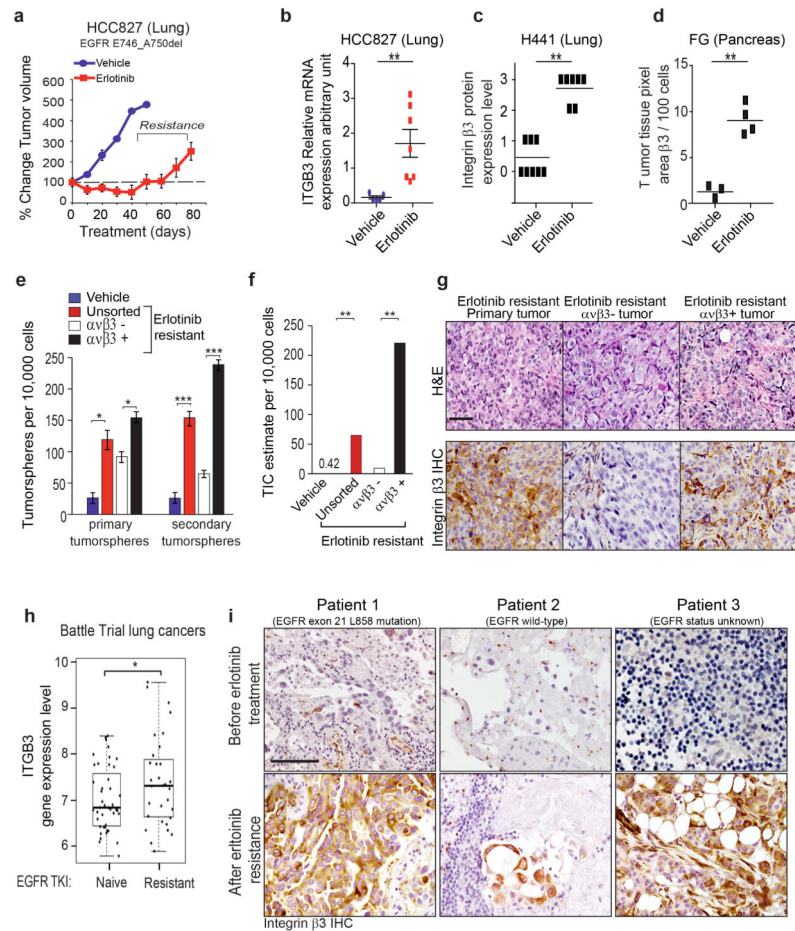 a
HCC827 (Lung)
EGFR E746_A750del
Vehicle
Erlotinib
Resistance
% Change Tumor volume
600
500
400
300
200
100
0
0 20 40 60 80
Treatment (days)
b
HCC827 (Lung)
**
ITGB3 Relative mRNA
expression arbitrary unit
4
3
2
1
0
Vehicle
Erlotinib
c
H441 (Lung)
**
Integrin β3 protein
expression level
3
2
1
0
Vehicle
Erlotinib
d
FG (Pancreas)
**
T umor tissue pixel
area β3 / 100 cells
15
10
5
0
Vehicle
Erlotinib
e
Vehicle
Unsorted
ανβ3 -
ανβ3 +
Erlotinib
resistant
Tumorspheres per 10,000 cells
250
200
150
100
50
0
* * *** ***
primary
tumorspheres
secondary
tumorspheres
f
** **
TIC estimate per 10,000 cells
250
200
150
100
50
0
0.42
Vehicle
Unsorted
ανβ3 -
ανβ3 +
Erlotinib resistant
g
Erlotinib resistant
Primary tumor
Erlotinib resistant
ανβ3- tumor
Erlotinib resistant
ανβ3+ tumor
H&E
Integrin β3 IHC
h
Battle Trial lung cancers
*
ITGB3
gene expression level
10
9
8
7
6
EGFR TKI: Naive Resistant
i
Patient 1
(EGFR exon 21 L858 mutation)
Patient 2
(EGFR wild-type)
Patient 3
(EGFR status unknown)
Before erlotinib
treatment
After erltoinib
resistance
Integrin β3 IHC